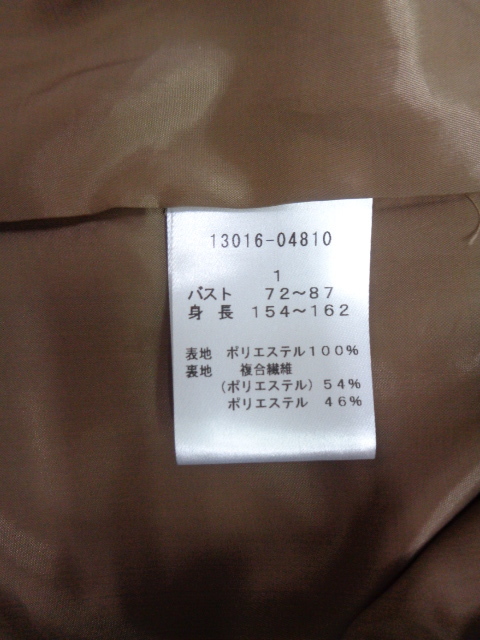 13016-04810
1
バスト 72～87
身 長 154～162
表地 ポリエステル100%
裏地 複合繊維
(ポリエステル) 54%
ポリエステル 46%